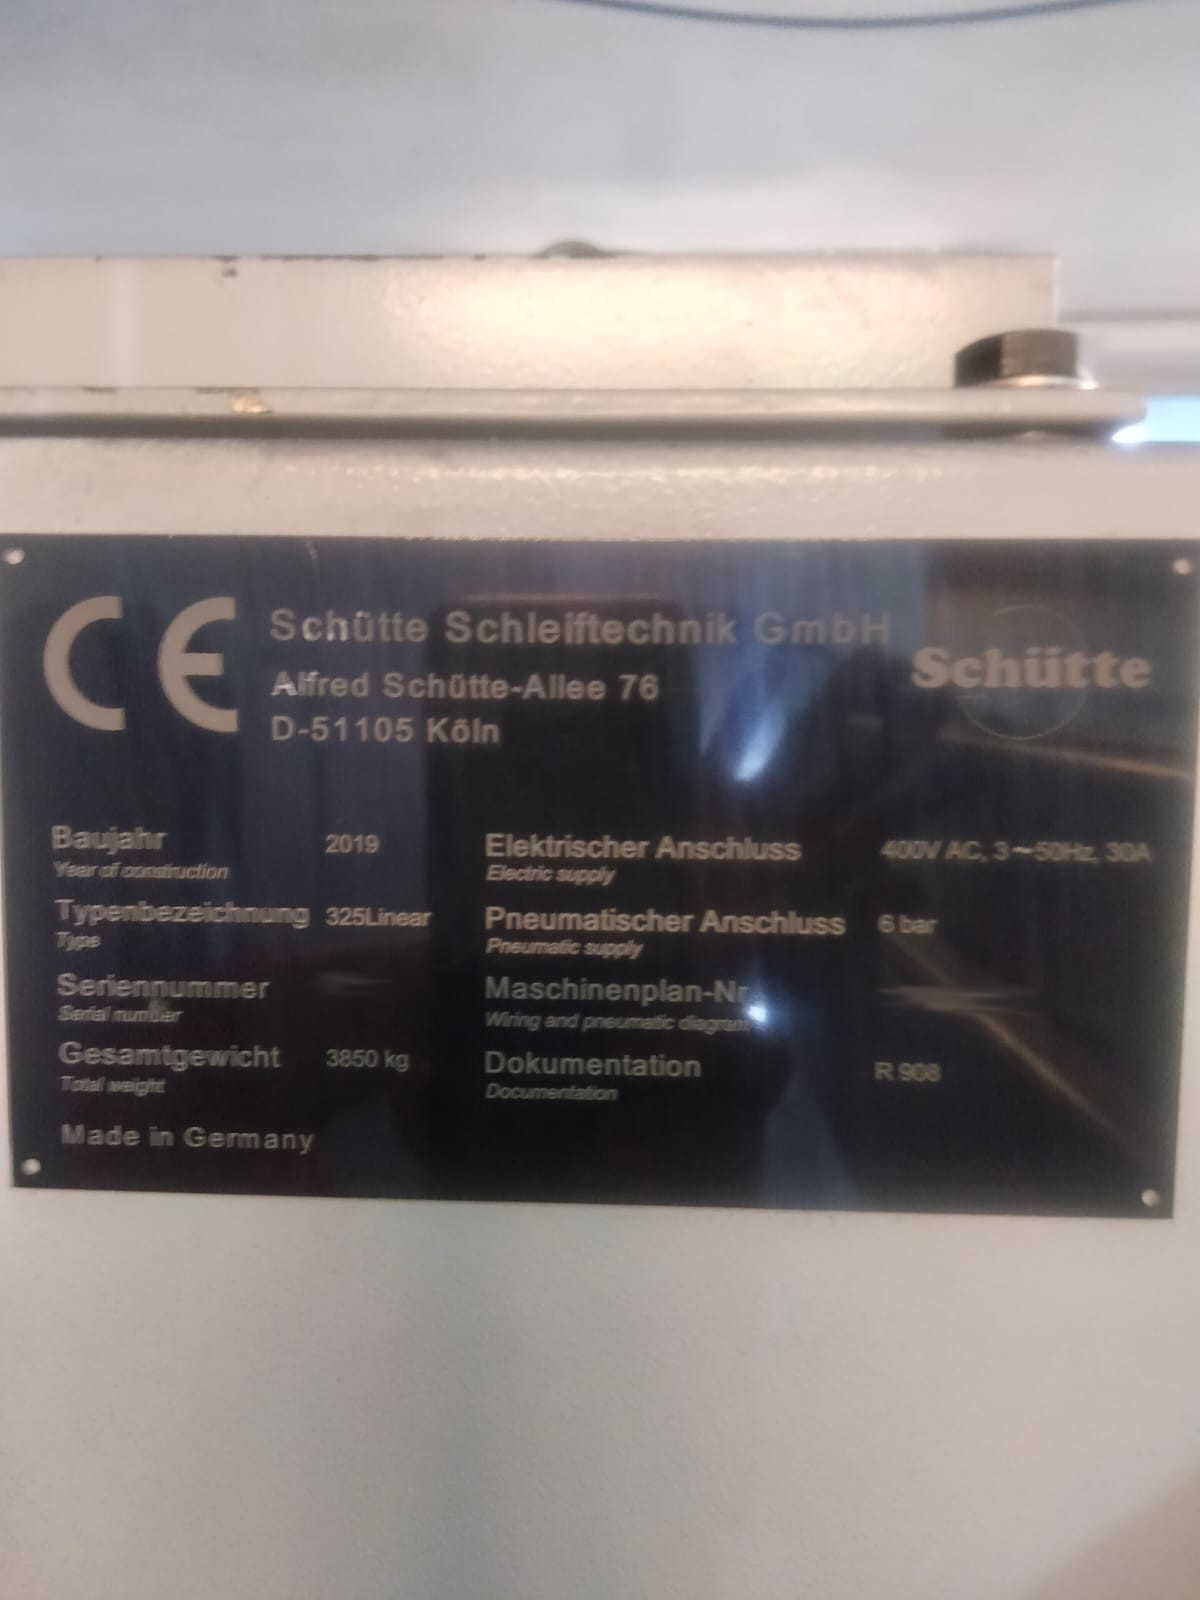 CE
Schütte Schleiftechnik GmbH
Alfred Schütte-Allee 76
D-51105 Köln
Schütte
Baujahr 2019
Year of construction
Typenbezeichnung 325Linear
Type
Seriennummer
Serial number
Gesamtgewicht 3850 kg
Total weight
Made in Germany
Elektrischer Anschluss 400V AC, 3~50Hz, 30A
Electric supply
Pneumatischer Anschluss 6 bar
Pneumatic supply
Maschinenplan-Nr.
Wiring and pneumatic diagram
Dokumentation R 908
Documentation